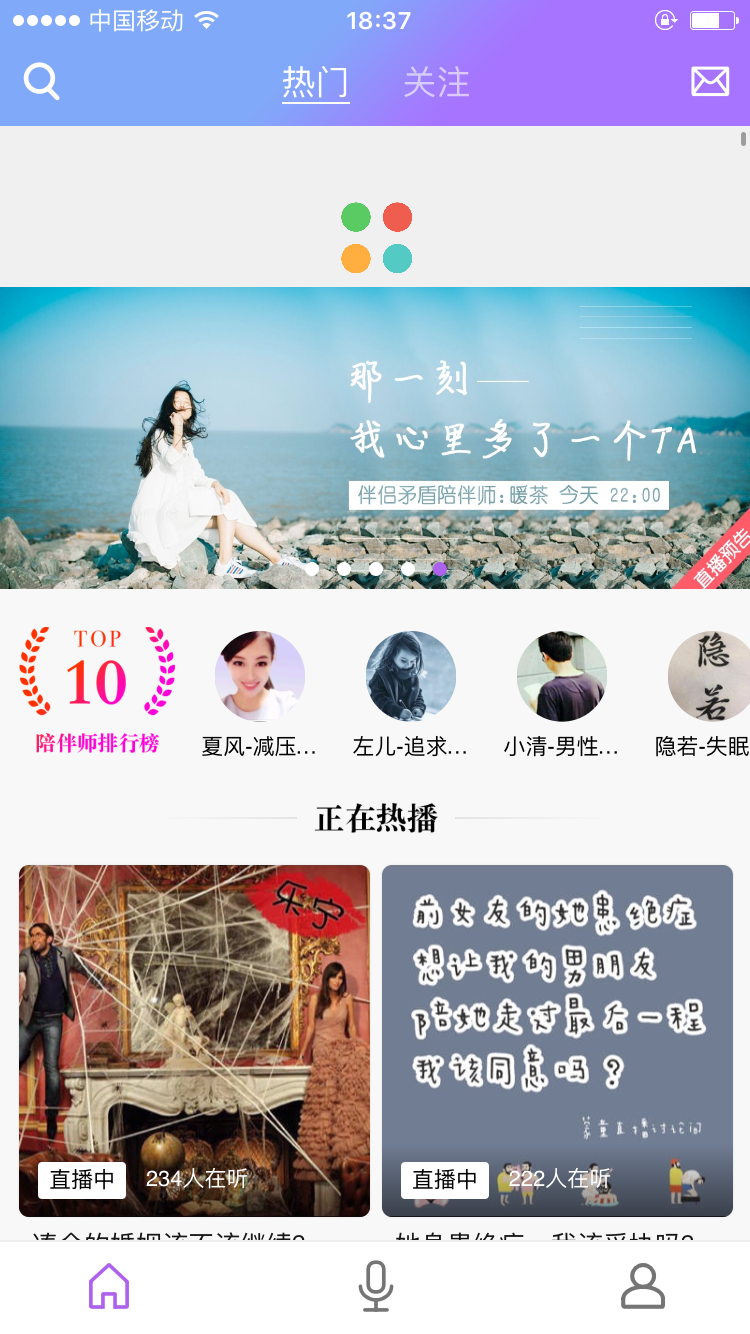 中国移动
18:37
热门
关注
那一刻——
我心里多了一个TA
伴侣矛盾陪伴师:暖茶 今天 22:00
直播预告
TOP
10
陪伴师排行榜
隐
若
夏风-减压...
左儿-追求...
小清-男性...
隐若-失眠
正在热播
乐宁
直播中
234人在听
前女友的她患绝症
想让我的男朋友
陪她走过最后一程
我该同意吗？
直播中
222人在听